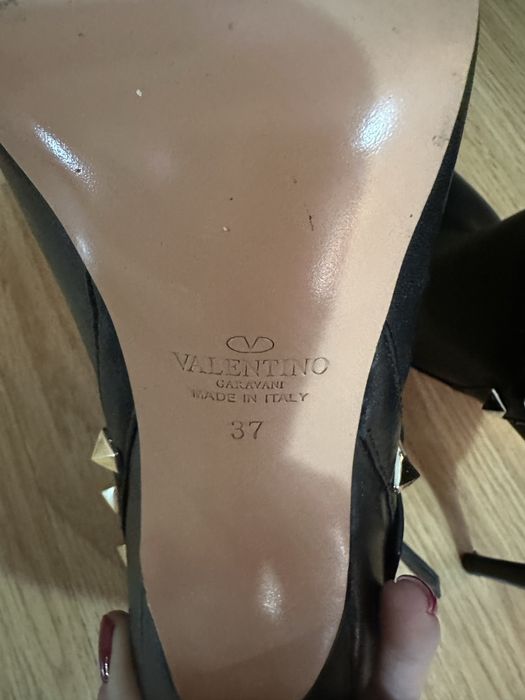 VALENTINO
GARAVANI
MADE IN ITALY
37